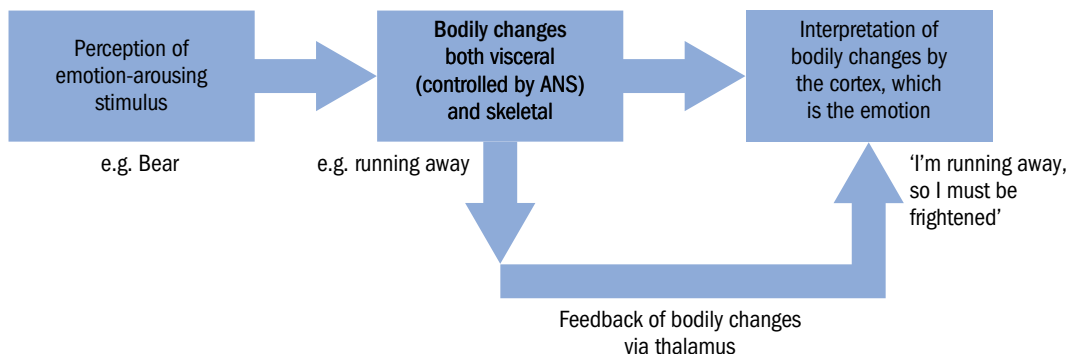 Perception of
emotion-arousing
stimulus
e.g. Bear
Bodily changes
both visceral
(controlled by ANS)
and skeletal
e.g. running away
Interpretation of
bodily changes by
the cortex, which
is the emotion
‘I’m running away,
so I must be
frightened’
Feedback of bodily changes
via thalamus